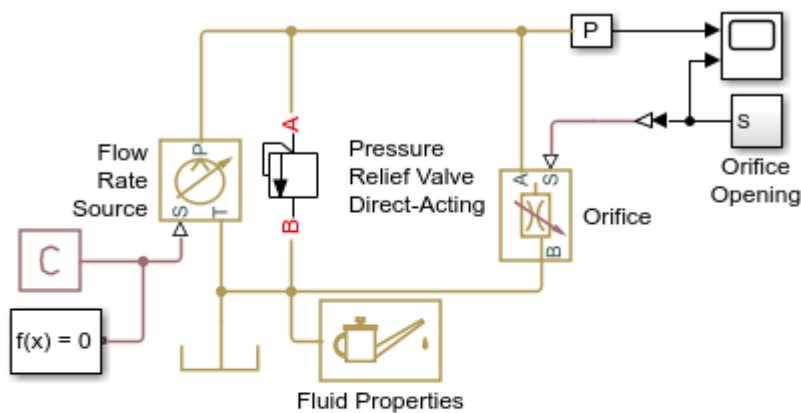 P
A
P
Flow
Rate
Source
S
T
Pressure
Relief Valve
Direct-Acting
B
A
S
B
Orifice
S
Orifice
Opening
C
f(x) = 0
Fluid Properties